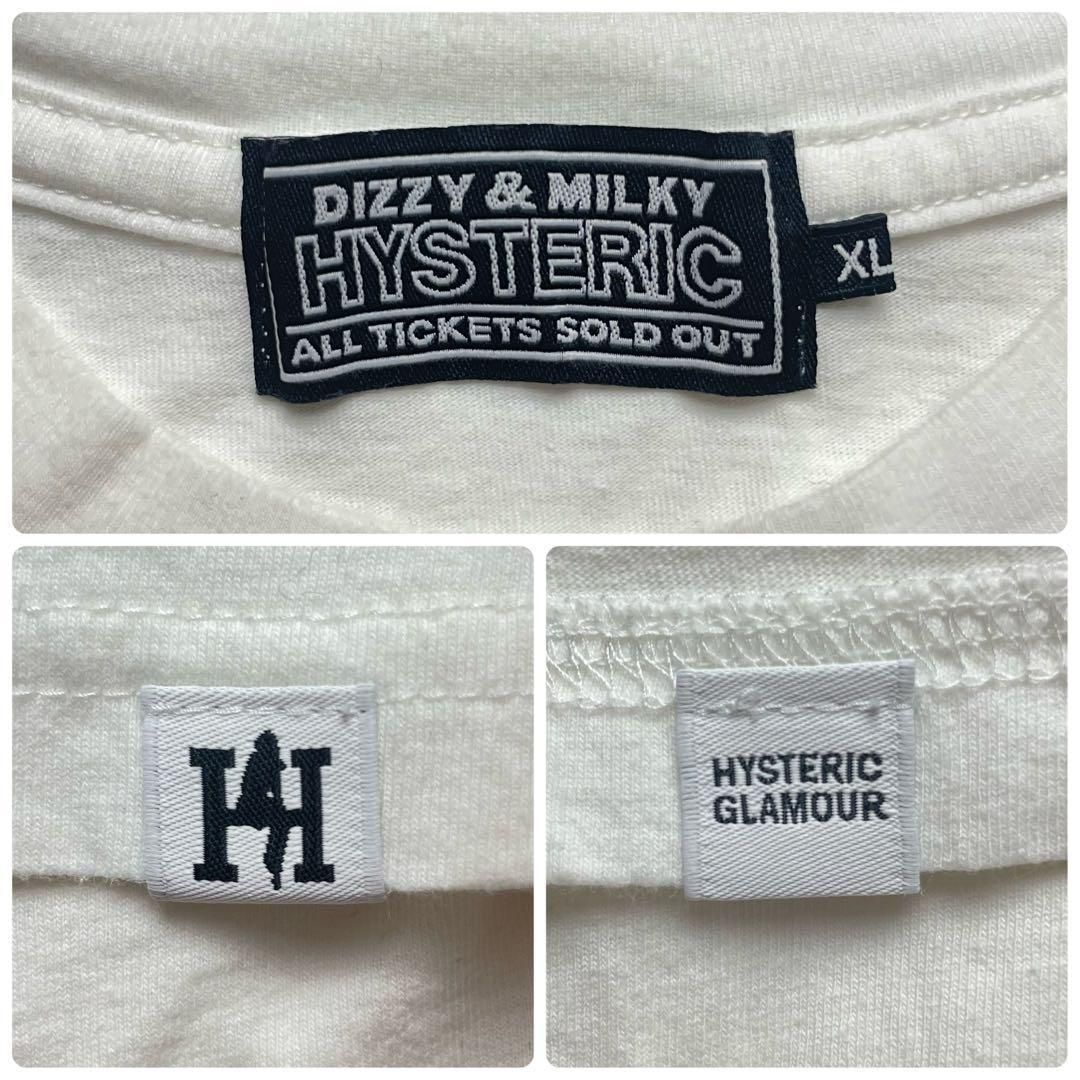 DIZZY & MILKY
HYSTERIC
ALL TICKETS SOLD OUT
XL
H
HYSTERIC
GLAMOUR